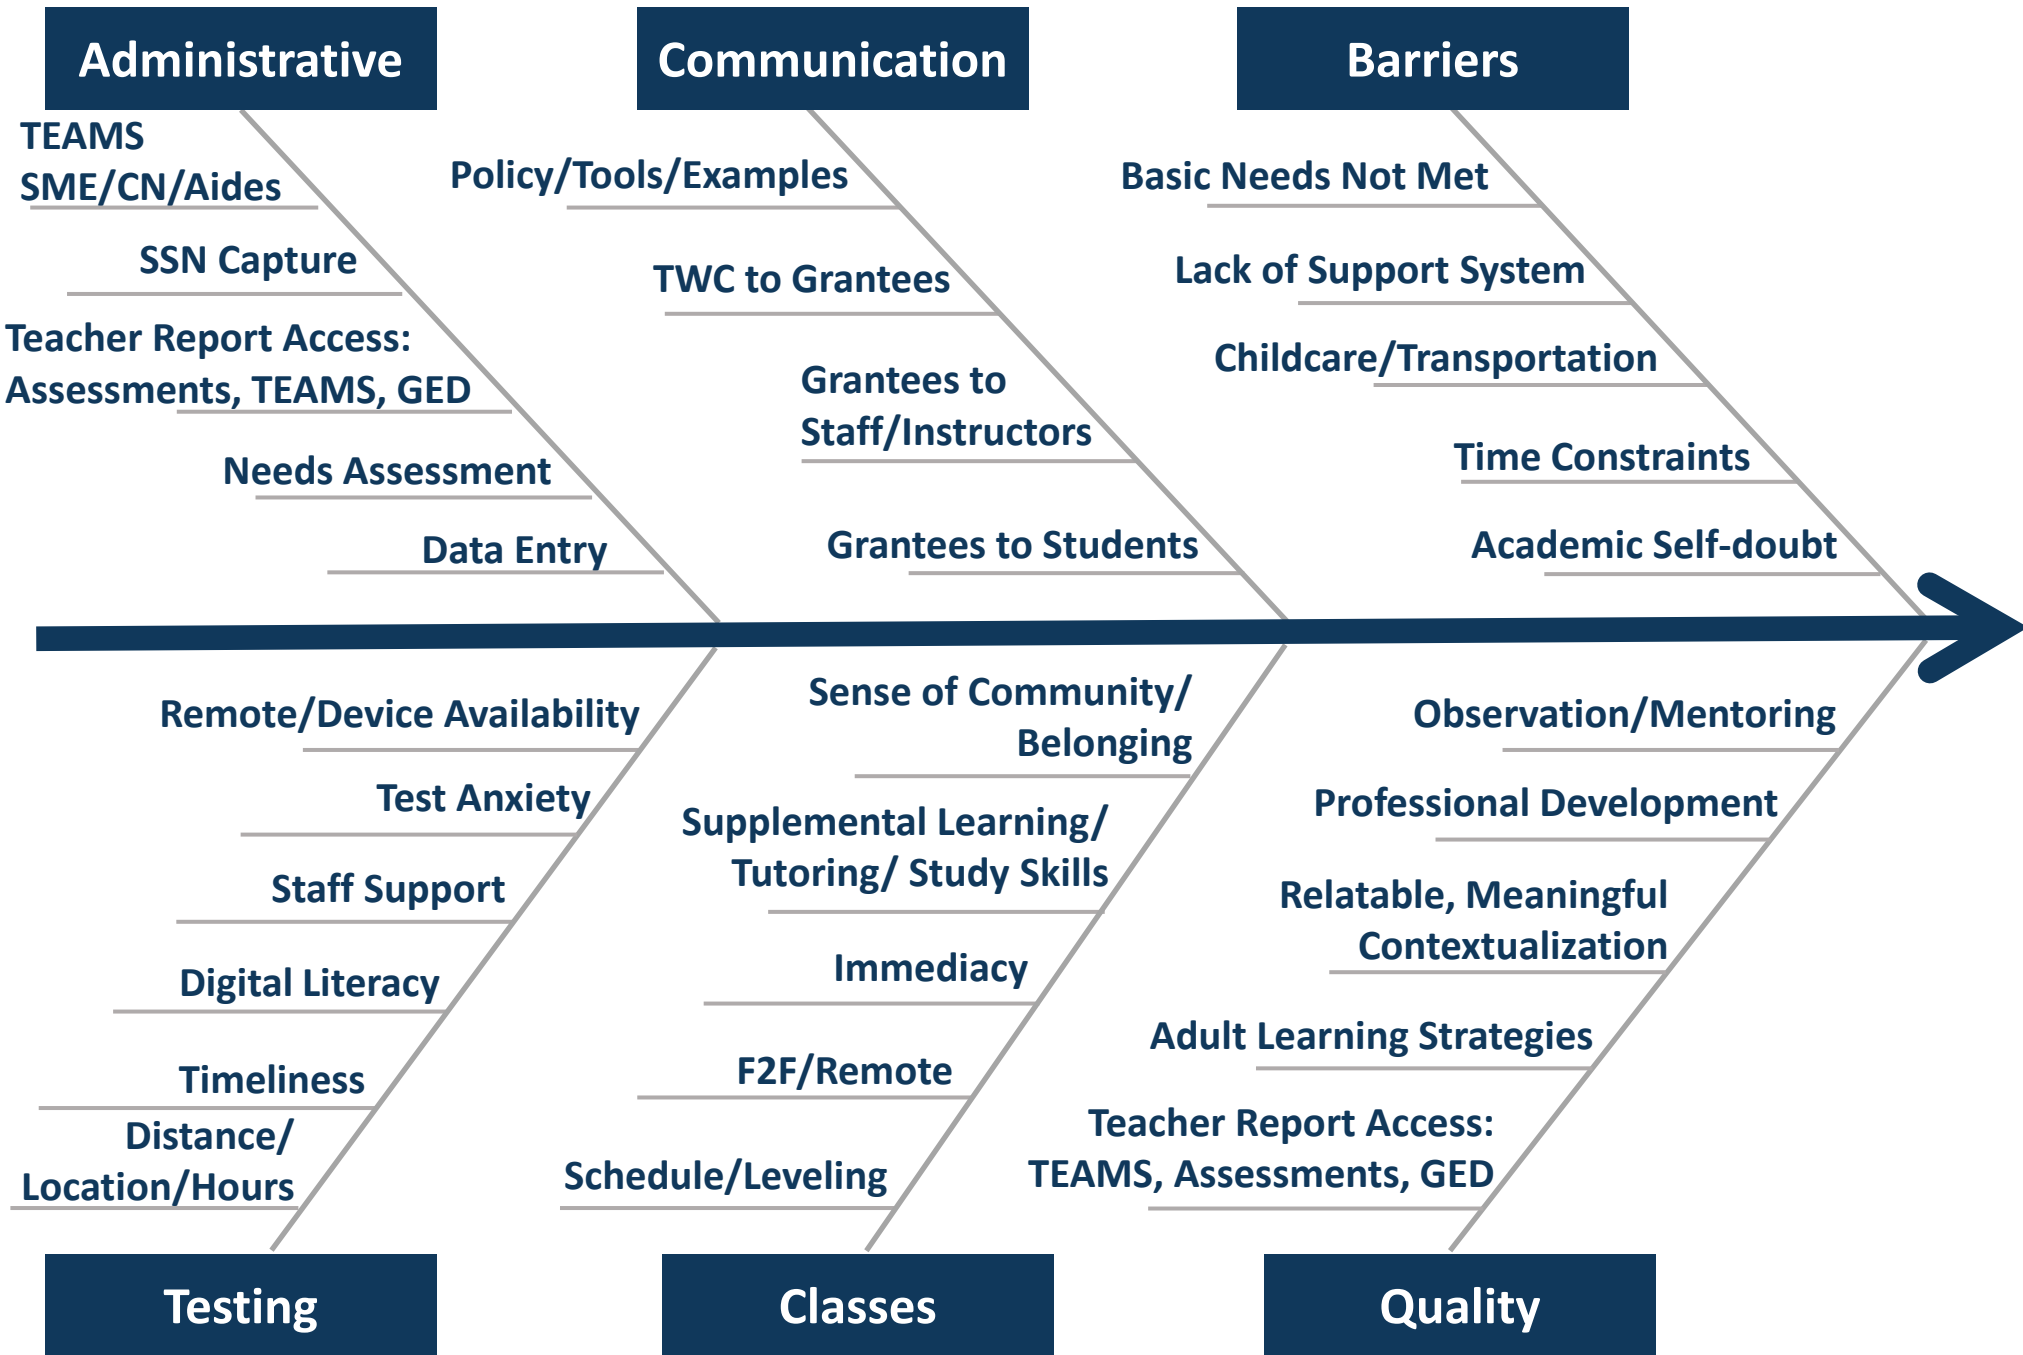 Administrative
TEAMS
SME/CN/Aides
SSN Capture
Teacher Report Access:
Assessments, TEAMS, GED
Needs Assessment
Data Entry
Communication
Policy/Tools/Examples
TWC to Grantees
Grantees to
Staff/Instructors
Grantees to Students
Barriers
Basic Needs Not Met
Lack of Support System
Childcare/Transportation
Time Constraints
Academic Self-doubt
Remote/Device Availability
Test Anxiety
Staff Support
Digital Literacy
Timeliness
Distance/
Location/Hours
Testing
Sense of Community/
Belonging
Supplemental Learning/
Tutoring/ Study Skills
Immediacy
F2F/Remote
Schedule/Leveling
Classes
Observation/Mentoring
Professional Development
Relatable, Meaningful
Contextualization
Adult Learning Strategies
Teacher Report Access:
TEAMS, Assessments, GED
Quality